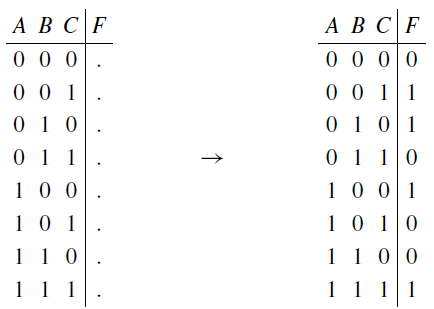 A B C F A B C F
0 0 0 . 0 0 0 0
0 0 1 . 0 0 1 1
0 1 0 . 0 1 0 1
0 1 1 . → 0 1 1 0
1 0 0 . 1 0 0 1
1 0 1 . 1 0 1 0
1 1 0 . 1 1 0 0
1 1 1 . 1 1 1 1